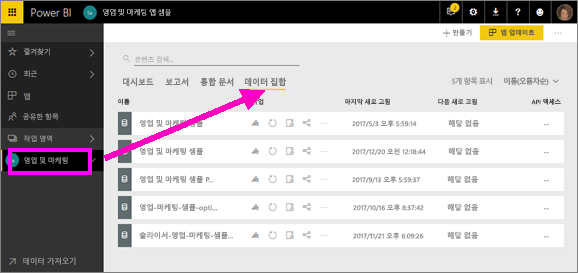 Power BI Sa 영업 및 마케팅 앱 샘플
+ 만들기 앱 업데이트 ...
즐겨찾기
최근
앱
공유한 항목
작업 영역
Sa 영업 및 마케팅
데이터 가져오기
콘텐츠 검색...
대시보드 보고서 통합 문서 데이터 집합 5개 항목 표시 이름(오름차순)
이름 작업 마지막 새로 고침 다음 새로 고침 API 액세스
영업 및 마케팅 샘플 ... 2017/5/3 오후 5:59:14 해당 없음 ...
영업 및 마케팅 샘플 ... 2017/12/20 오전 12:18:44 해당 없음 ...
영업 및 마케팅 샘플 P... ... 2017/9/13 오후 5:59:37 해당 없음 ...
영업-마케팅-샘플-opti... ... 2017/10/16 오후 8:37:42 해당 없음 ...
슬라이서-영업-마케팅-샘플... ... 2017/11/21 오후 6:09:26 해당 없음 ...